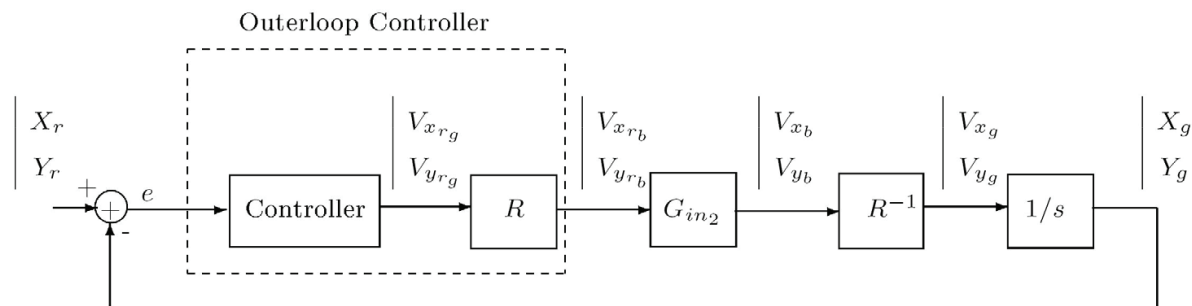 Outerloop Controller
X_r
Y_r
V_{x_{r_g}}
V_{y_{r_g}}
V_{x_{r_b}}
V_{y_{r_b}}
V_{x_b}
V_{y_b}
V_{x_g}
V_{y_g}
X_g
Y_g
+
+
-
e
Controller
R
G_{in_2}
R^{-1}
1/s